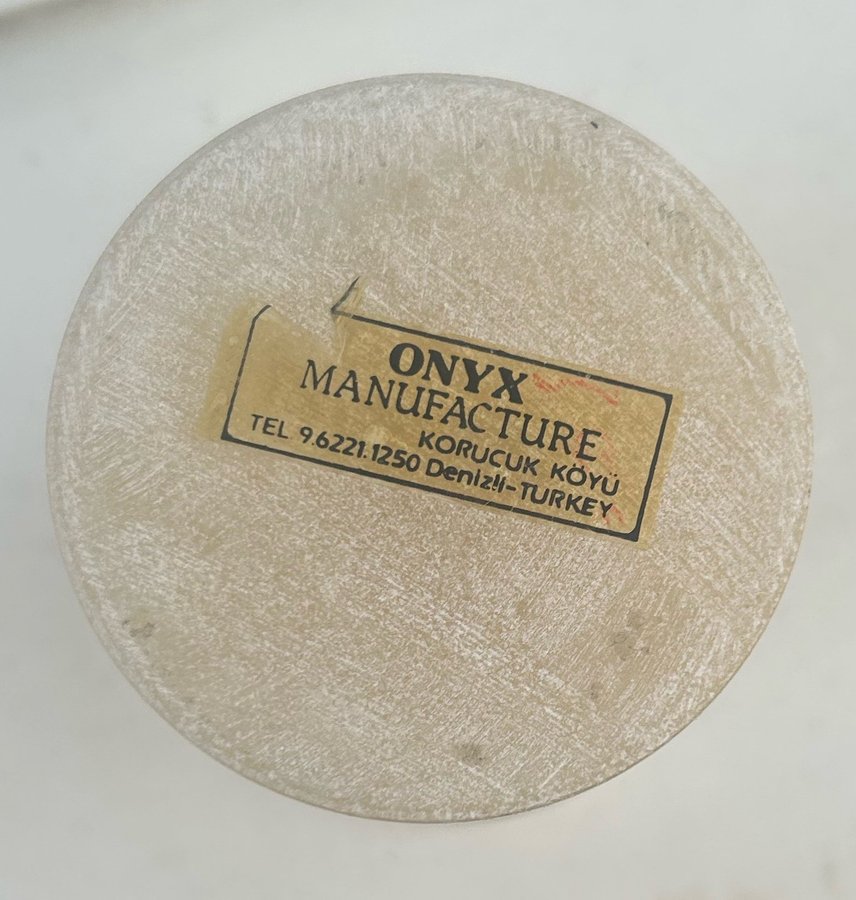 ONYX
MANUFACTURE
KORUCUK KÖYÜ
TEL. 9.6221.1250 Denizli-TURKEY